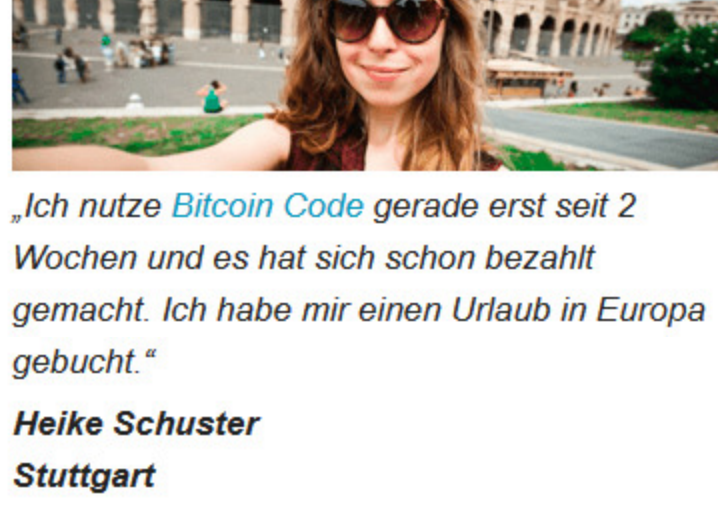 „Ich nutze Bitcoin Code gerade erst seit 2
Wochen und es hat sich schon bezahlt
gemacht. Ich habe mir einen Urlaub in Europa
gebucht.“
Heike Schuster
Stuttgart